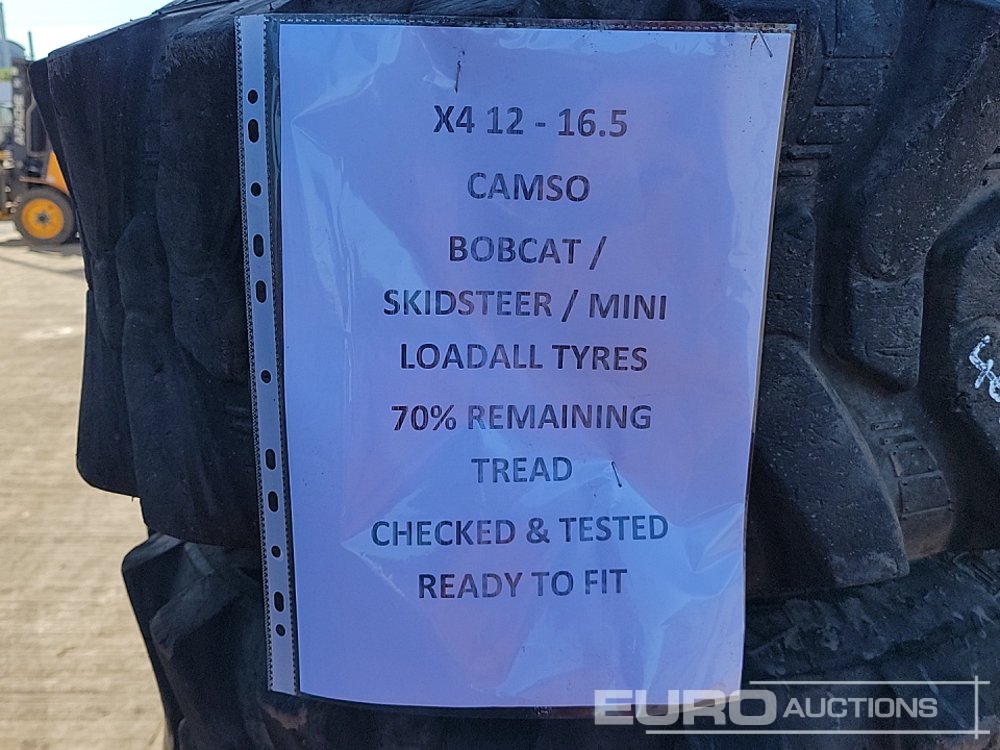 X4 12 - 16.5
CAMSO
BOBCAT /
SKIDSTEER / MINI
LOADALL TYRES
70% REMAINING
TREAD
CHECKED & TESTED
READY TO FIT
EURO AUCTIONS